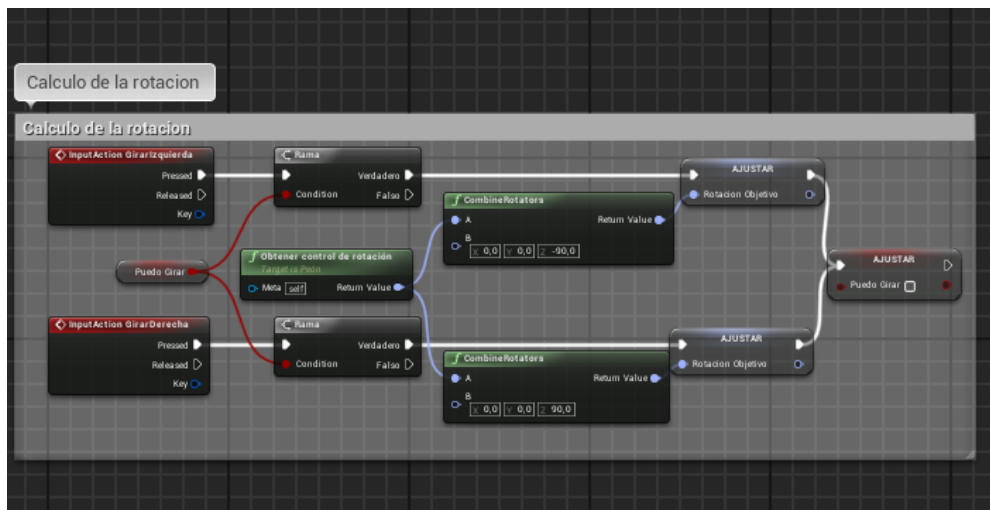 Calculo de la rotacion
Calculo de la rotacion
InputAction GirarIzquierda
Pressed
Released
Key
Rama
Verdadero
Condition
Falso
CombineRotators
A
Return Value
B
X 0,0 Y 0,0 Z -90,0
AJUSTAR
Rotacion Objetivo
Puedo Girar
Obtener control de rotación
Target is Peón
Meta self
Return Value
AJUSTAR
Puedo Girar
InputAction GirarDerecha
Pressed
Released
Key
Rama
Verdadero
Condition
Falso
CombineRotators
A
Return Value
B
X 0,0 Y 0,0 Z 90,0
AJUSTAR
Rotacion Objetivo